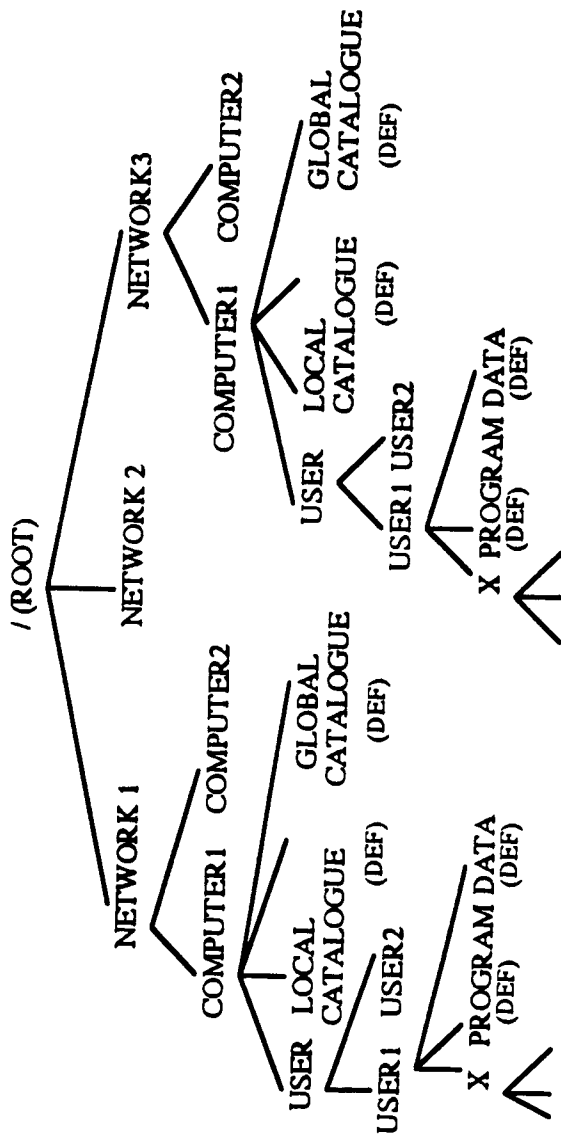 / (ROOT)
NETWORK 1 NETWORK 2 NETWORK3
COMPUTER1 COMPUTER2 COMPUTER1 COMPUTER2
USER LOCAL CATALOGUE (DEF) GLOBAL CATALOGUE (DEF) USER LOCAL CATALOGUE (DEF) GLOBAL CATALOGUE (DEF)
USER1 USER2 USER1 USER2
X PROGRAM (DEF) DATA (DEF) X PROGRAM (DEF) DATA (DEF)